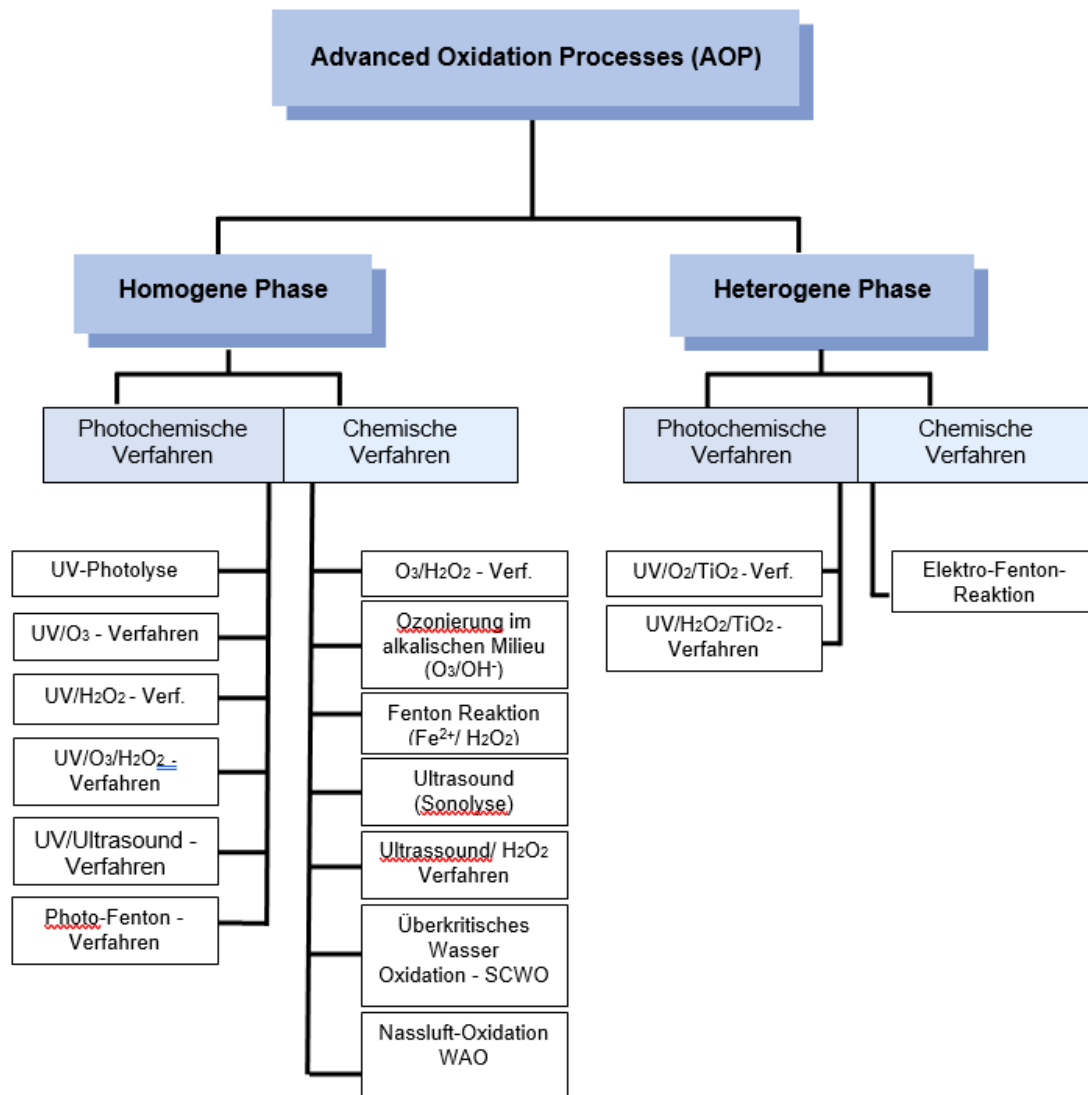 Advanced Oxidation Processes (AOP)
Homogene Phase
Heterogene Phase
Photochemische
Verfahren
Chemische
Verfahren
Photochemische
Verfahren
Chemische
Verfahren
UV-Photolyse
UV/O₃ - Verfahren
UV/H₂O₂ - Verf.
UV/O₃/H₂O₂ -
Verfahren
UV/Ultrasound -
Verfahren
Photo-Fenton -
Verfahren
O₃/H₂O₂ - Verf.
Ozonierung im
alkalischen Milieu
(O₃/OH⁻)
Fenton Reaktion
(Fe²⁺/ H₂O₂)
Ultrasound
(Sonolyse)
Ultrassound/ H₂O₂
Verfahren
Überkritisches
Wasser
Oxidation - SCWO
Nassluft-Oxidation
WAO
UV/O₂/TiO₂ - Verf.
UV/H₂O₂/TiO₂ -
Verfahren
Elektro-Fenton-
Reaktion